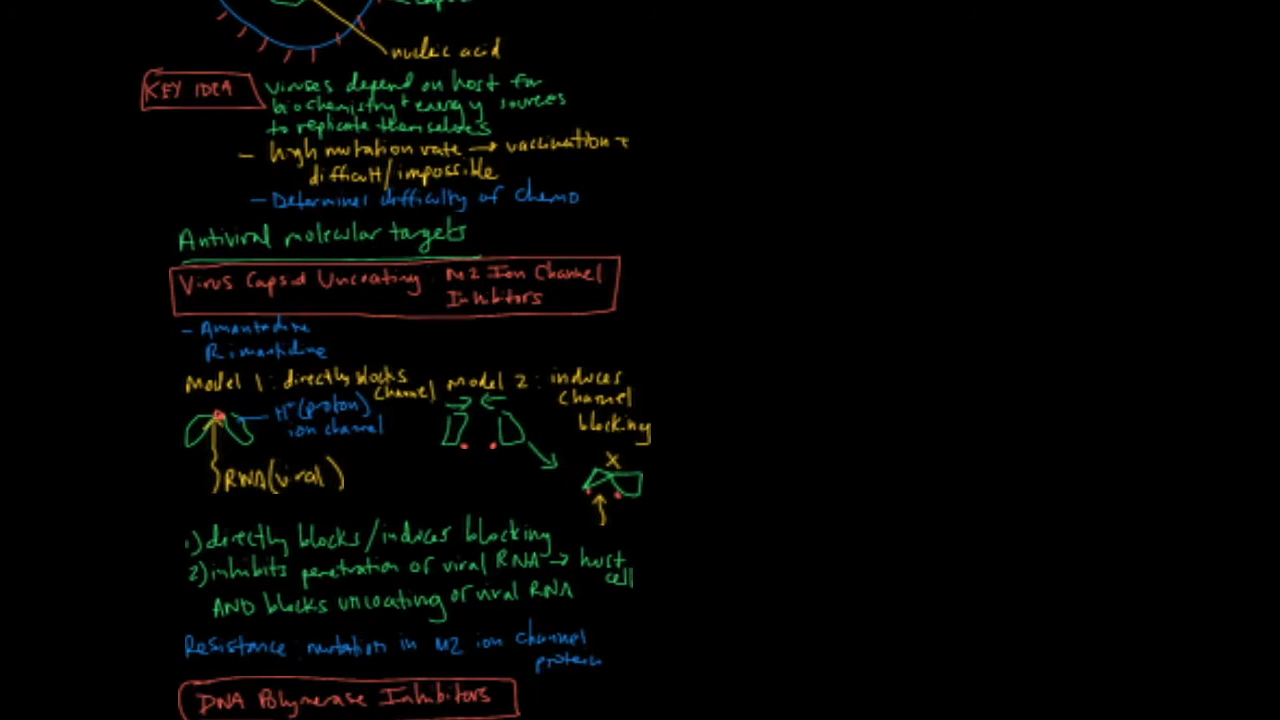 capsid
nucleic acid
KEY IDEA
viruses depend on host for
biochemistry + energy sources
to replicate themselves
- high mutation rate → vaccination
difficult/impossible
- Determines difficulty of chemo
Antiviral molecular targets
Virus Capsid Uncoating: M2 Ion Channel
Inhibitors
- Amantadine
Rimantidine
Model 1: directly blocks
channel
H+ (proton)
ion channel
RNA (viral)
Model 2: induces
channel
blocking
X
1) directly blocks/induces blocking
2) inhibits penetration of viral RNA → host
cell
AND blocks uncoating of viral RNA
Resistance: mutation in M2 ion channel
protein
DNA Polymerase Inhibitors